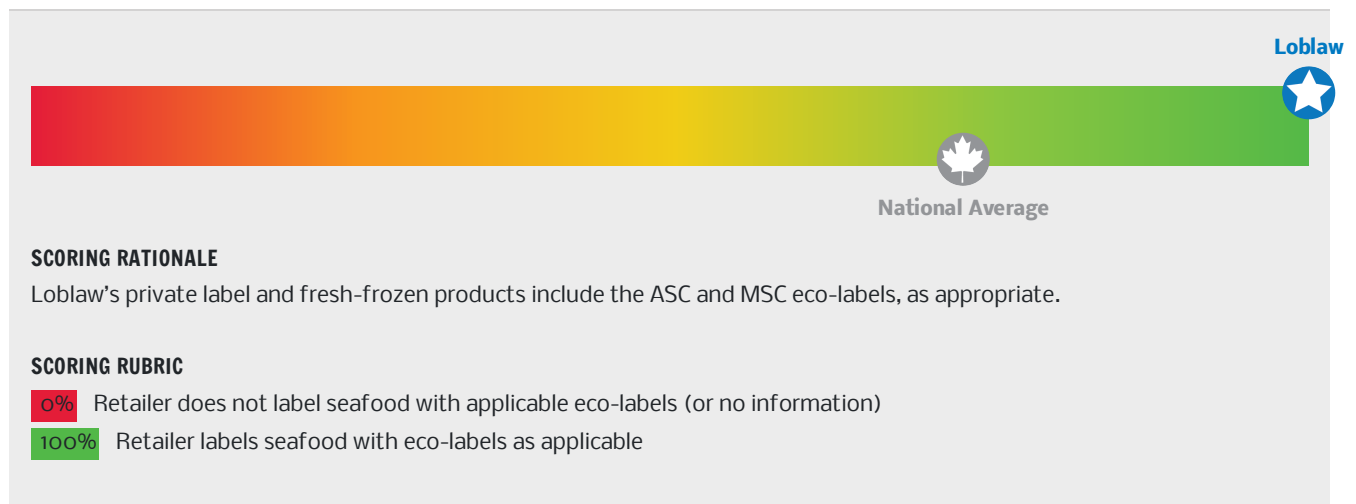 Loblaw
National Average
SCORING RATIONALE
Loblaw’s private label and fresh-frozen products include the ASC and MSC eco-labels, as appropriate.
SCORING RUBRIC
0% Retailer does not label seafood with applicable eco-labels (or no information)
100% Retailer labels seafood with eco-labels as applicable